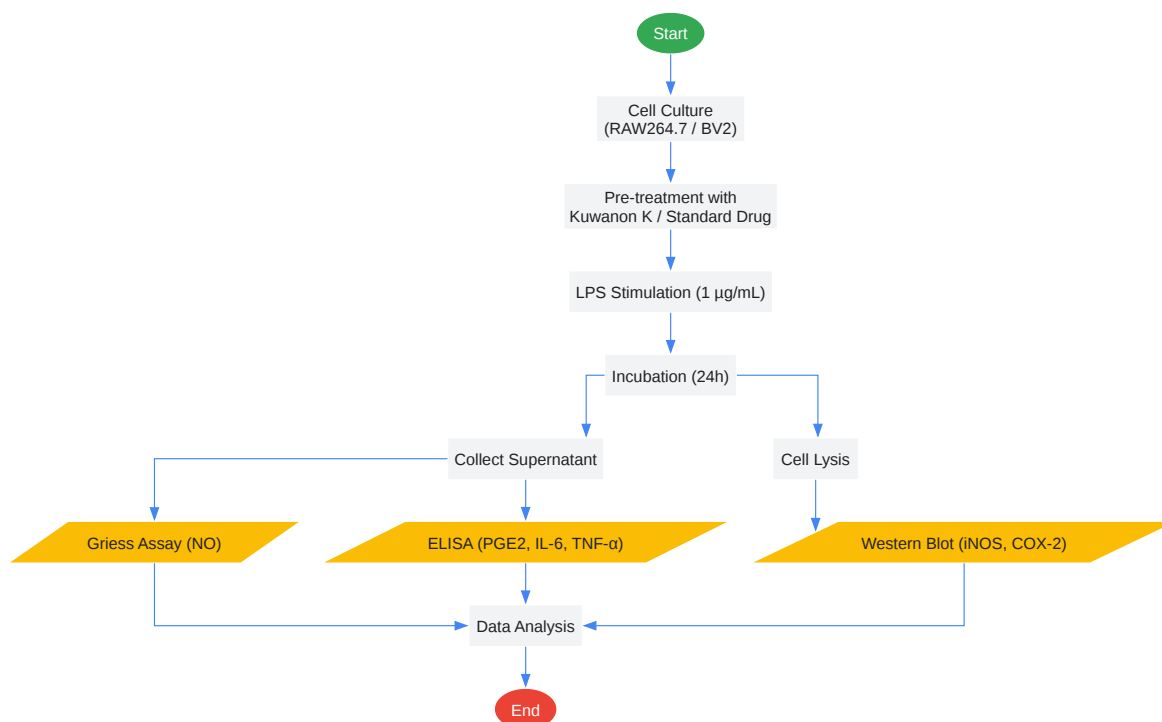 Start
Cell Culture
(RAW264.7 / BV2)
Pre-treatment with
Kuwanon K / Standard Drug
LPS Stimulation (1 µg/mL)
Incubation (24h)
Collect Supernatant
Cell Lysis
Griess Assay (NO)
ELISA (PGE2, IL-6, TNF-α)
Western Blot (iNOS, COX-2)
Data Analysis
End